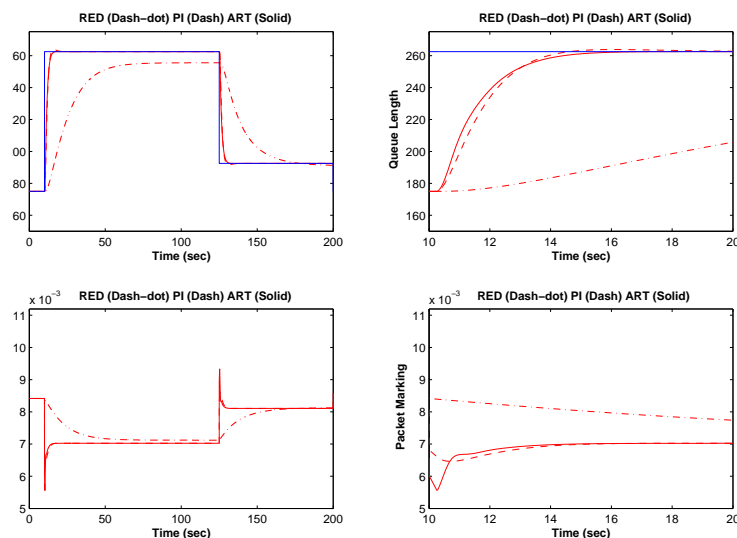 RED (Dash−dot) PI (Dash) ART (Solid)
60
60
00
80
60
0 50 100 150 200
Time (sec)
RED (Dash−dot) PI (Dash) ART (Solid)
Queue Length
260
240
220
200
180
160
10 12 14 16 18 20
Time (sec)
RED (Dash−dot) PI (Dash) ART (Solid)
x 10⁻³
11
10
9
8
7
6
5
0 50 100 150 200
Time (sec)
RED (Dash−dot) PI (Dash) ART (Solid)
x 10⁻³
Packet Marking
11
10
9
8
7
6
5
10 12 14 16 18 20
Time (sec)